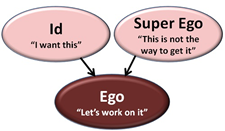 Id
"I want this"
Super Ego
"This is not the
way to get it"
Ego
"Let's work on it"